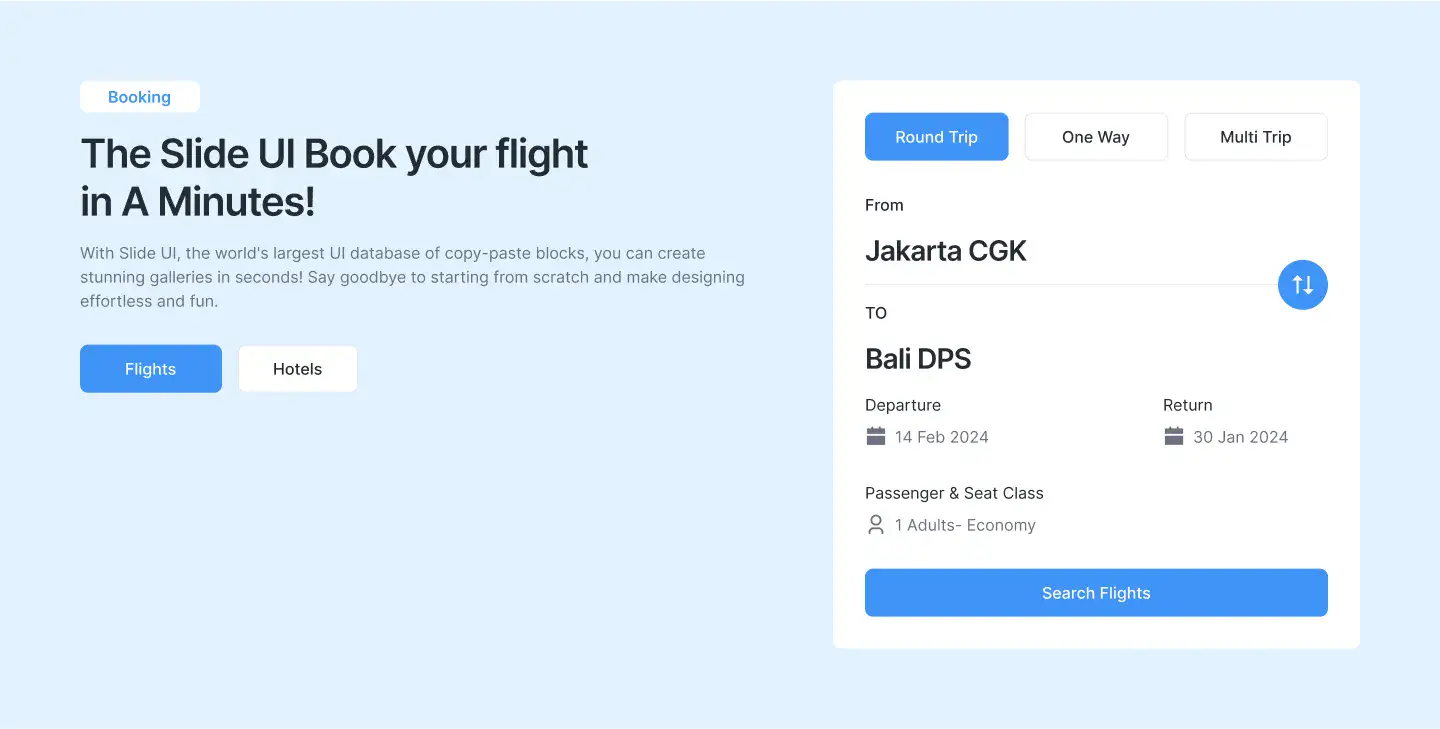 Booking
The Slide UI Book your flight
in A Minutes!
With Slide UI, the world's largest UI database of copy-paste blocks, you can create
stunning galleries in seconds! Say goodbye to starting from scratch and make designing
effortless and fun.
Flights
Hotels
Round Trip
One Way
Multi Trip
From
Jakarta CGK
TO
Bali DPS
Departure
14 Feb 2024
Return
30 Jan 2024
Passenger & Seat Class
1 Adults- Economy
Search Flights